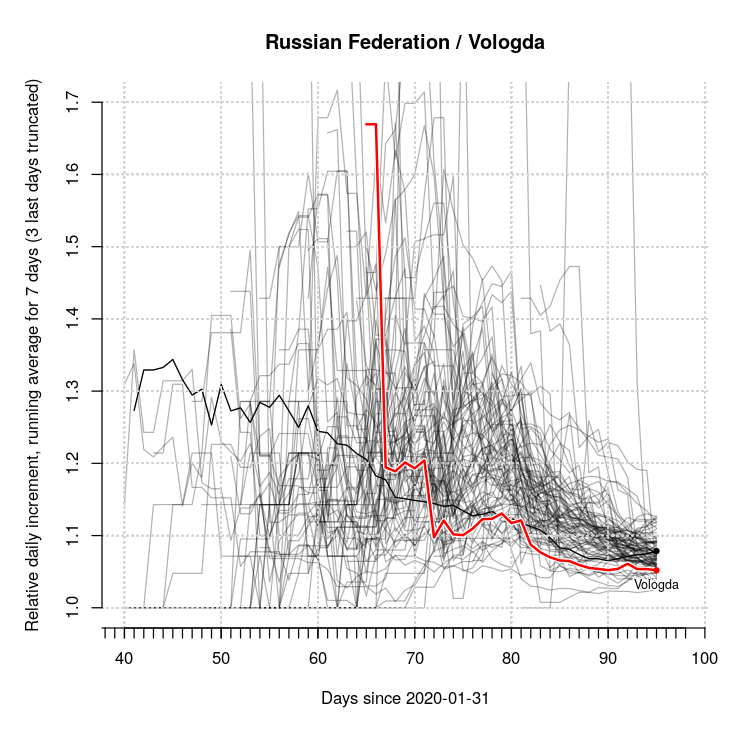 Russian Federation / Vologda
Relative daily increment, running average for 7 days (3 last days truncated)
1.7
1.6
1.5
1.4
1.3
1.2
1.1
1.0
Vologda
40 50 60 70 80 90 100
Days since 2020-01-31